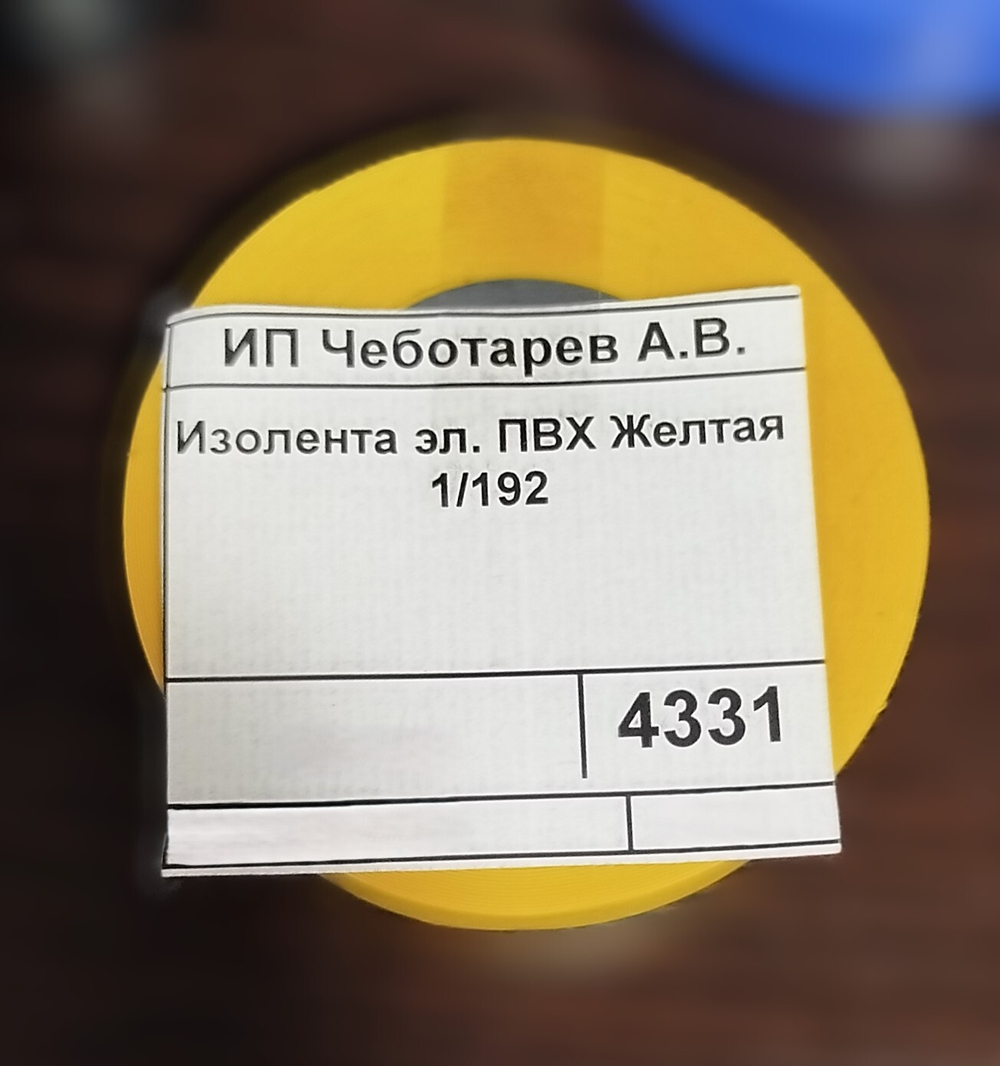 ИП Чеботарев А.В.
Изолента эл. ПВХ Желтая
1/192
4331